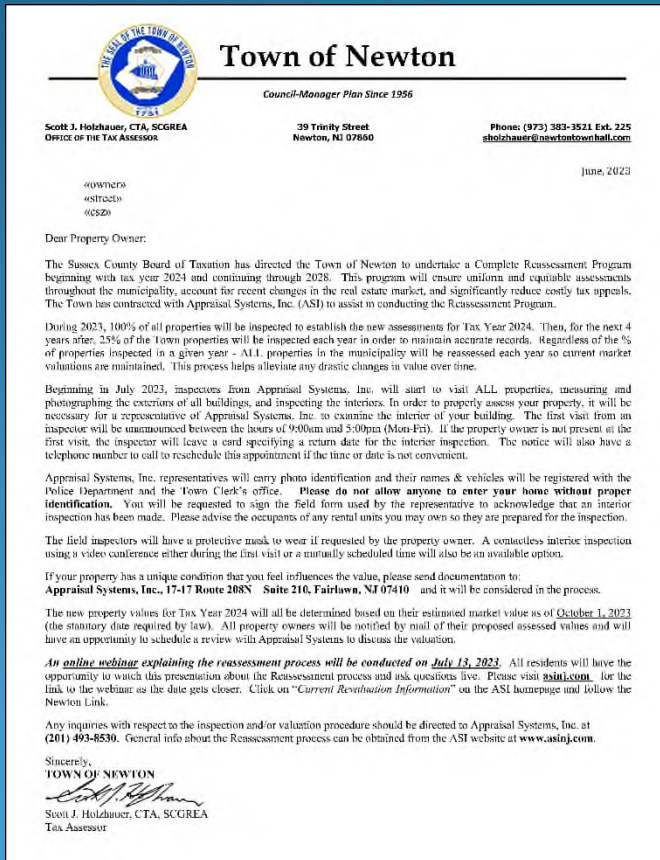 THE SEAL OF THE TOWN OF NEWTON
1751
Town of Newton
Council-Manager Plan Since 1956
Scott J. Holzhauer, CTA, SCGREA
OFFICE OF THE TAX ASSESSOR
39 Trinity Street
Newton, NJ 07860
Phone: (973) 383-3521 Ext. 225
sholzhauer@newtontownhall.com
June, 2023
«owner»
«street»
«csz»
Dear Property Owner:
The Sussex County Board of Taxation has directed the Town of Newton to undertake a Complete Reassessment Program
beginning with tax year 2024 and continuing through 2028. This program will ensure uniform and equitable assessments
throughout the municipality, account for recent changes in the real estate market, and significantly reduce costly tax appeals.
The Town has contracted with Appraisal Systems, Inc. (ASI) to assist in conducting the Reassessment Program.
During 2023, 100% of all properties will be inspected to establish the new assessments for Tax Year 2024. Then, for the next 4
years after, 25% of the Town properties will be inspected each year in order to maintain accurate records. Regardless of the %
of properties inspected in a given year - ALL properties in the municipality will be reassessed each year so current market
valuations are maintained. This process helps alleviate any drastic changes in value over time.
Beginning in July 2023, inspectors from Appraisal Systems, Inc. will start to visit ALL properties, measuring and
photographing the exteriors of all buildings, and inspecting the interiors. In order to properly assess your property, it will be
necessary for a representative of Appraisal Systems, Inc. to examine the interior of your building. The first visit from an
inspector will be unannounced between the hours of 9:00am and 5:00pm (Mon-Fri). If the property owner is not present at the
first visit, the inspector will leave a card specifying a return date for the interior inspection. The notice will also have a
telephone number to call to reschedule this appointment if the time or date is not convenient.
Appraisal Systems, Inc. representatives will carry photo identification and their names & vehicles will be registered with the
Police Department and the Town Clerk's office. Please do not allow anyone to enter your home without proper
identification. You will be requested to sign the field form used by the representative to acknowledge that an interior
inspection has been made. Please advise the occupants of any rental units you may own so they are prepared for the inspection.
The field inspectors will have a protective mask to wear if requested by the property owner. A contactless interior inspection
using a video conference either during the first visit or a mutually scheduled time will also be an available option.
If your property has a unique condition that you feel influences the value, please send documentation to:
Appraisal Systems, Inc., 17-17 Route 208N Suite 210, Fairlawn, NJ 07410 and it will be considered in the process.
The new property values for Tax Year 2024 will all be determined based on their estimated market value as of October 1, 2023
(the statutory date required by law). All property owners will be notified by mail of their proposed assessed values and will
have an opportunity to schedule a review with Appraisal Systems to discuss the valuation.
An online webinar explaining the reassessment process will be conducted on July 13, 2023. All residents will have the
opportunity to watch this presentation about the Reassessment process and ask questions live. Please visit asinj.com for the
link to the webinar as the date gets closer. Click on "Current Revaluation Information" on the ASI homepage and follow the
Newton Link.
Any inquiries with respect to the inspection and/or valuation procedure should be directed to Appraisal Systems, Inc. at
(201) 493-8530. General info about the Reassessment process can be obtained from the ASI website at www.asinj.com.
Sincerely,
TOWN OF NEWTON
Scott J. Holzhauer, CTA, SCGREA
Tax Assessor